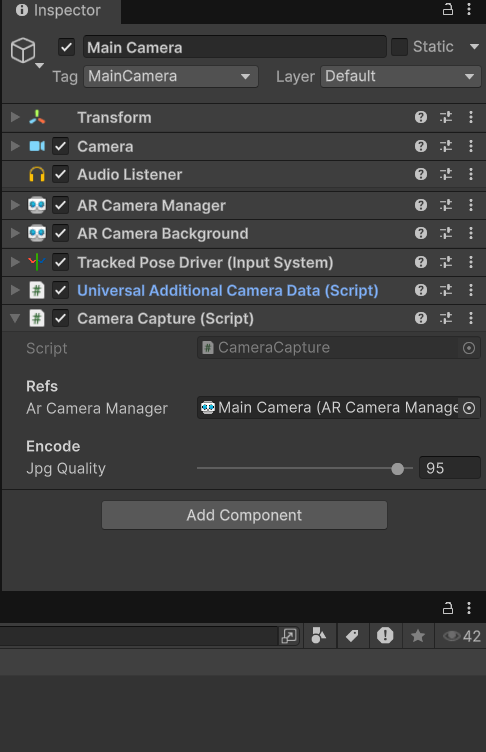 Inspector
Main Camera
Static
Tag MainCamera Layer Default
Transform
Camera
Audio Listener
AR Camera Manager
AR Camera Background
Tracked Pose Driver (Input System)
Universal Additional Camera Data (Script)
Camera Capture (Script)
Script CameraCapture
Refs
Ar Camera Manager Main Camera (AR Camera Manage
Encode
Jpg Quality 95
Add Component
42